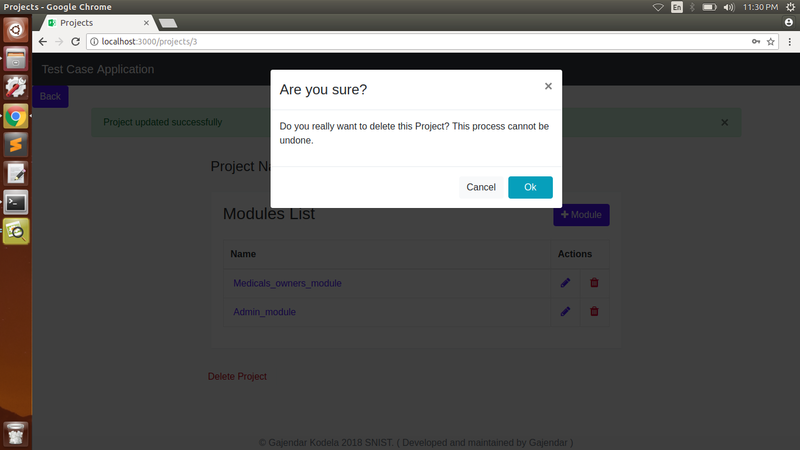 Projects - Google Chrome
En
11:30 PM
Projects
localhost:3000/projects/3
Test Case Application
Back
Project updated successfully
Are you sure?
Do you really want to delete this Project? This process cannot be
undone.
Cancel
Ok
Project
Modules List
Module
Name
Actions
Medicals_owners_module
Admin_module
Delete Project
© Gajendar Kodela 2018 SNIST. ( Developed and maintained by Gajendar )